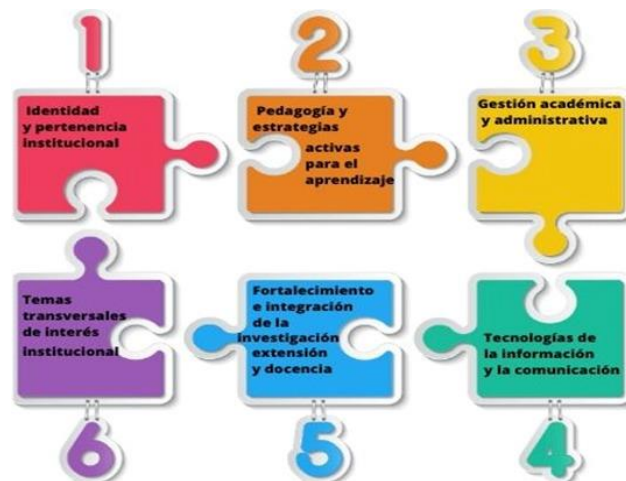 1
Identidad
y pertenencia
institucional
2
Pedagogía y
estrategias
activas
para el
aprendizaje
3
Gestión académica
y administrativa
Temas
transversales
de interés
institucional
6
Fortalecimiento
e integración
de la
investigación
extensión
y docencia
5
Tecnologías de
la información
y la comunicación
4